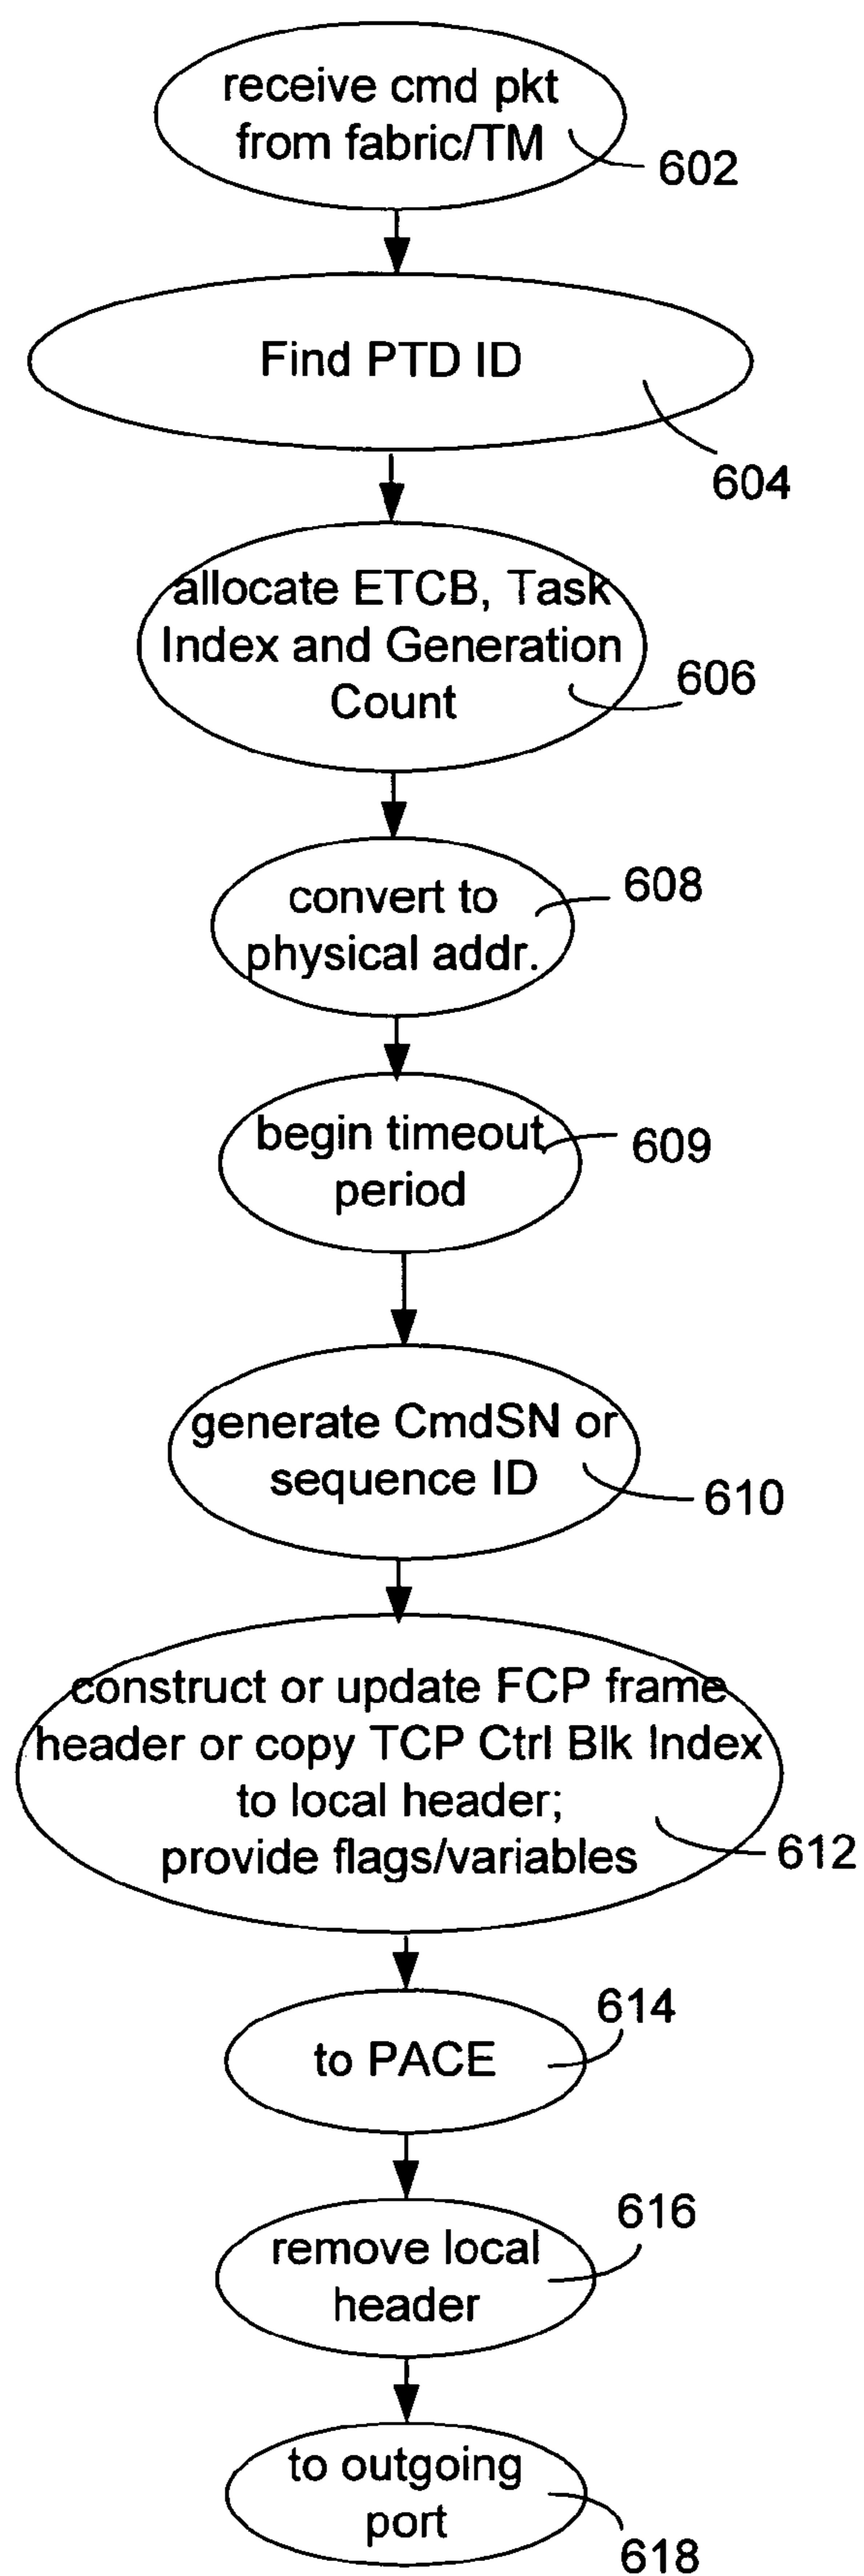 receive cmd pkt
from fabric/TM
602
Find PTD ID
604
allocate ETCB, Task
Index and Generation
Count
606
convert to
physical addr.
608
begin timeout
period
609
generate CmdSN or
sequence ID
610
construct or update FCP frame
header or copy TCP Ctrl Blk Index
to local header;
provide flags/variables
612
to PACE
614
remove local
header
616
to outgoing
port
618